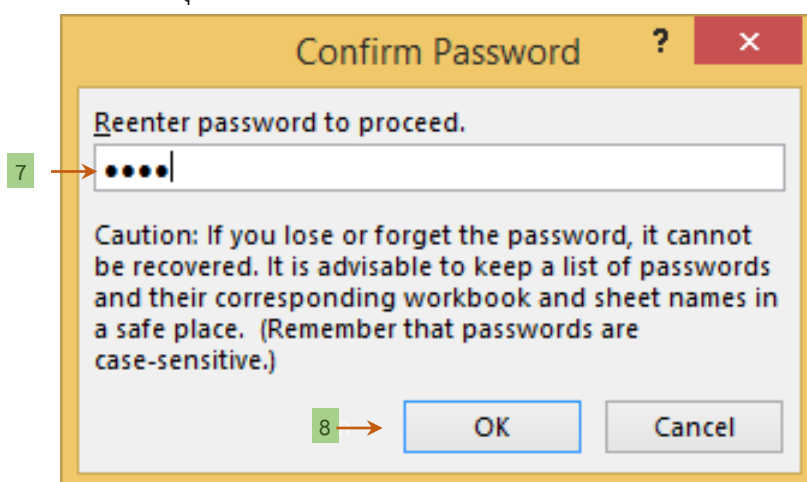 Confirm Password ? ×
Reenter password to proceed.
7 ••••
Caution: If you lose or forget the password, it cannot
be recovered. It is advisable to keep a list of passwords
and their corresponding workbook and sheet names in
a safe place. (Remember that passwords are
case-sensitive.)
8 OK Cancel